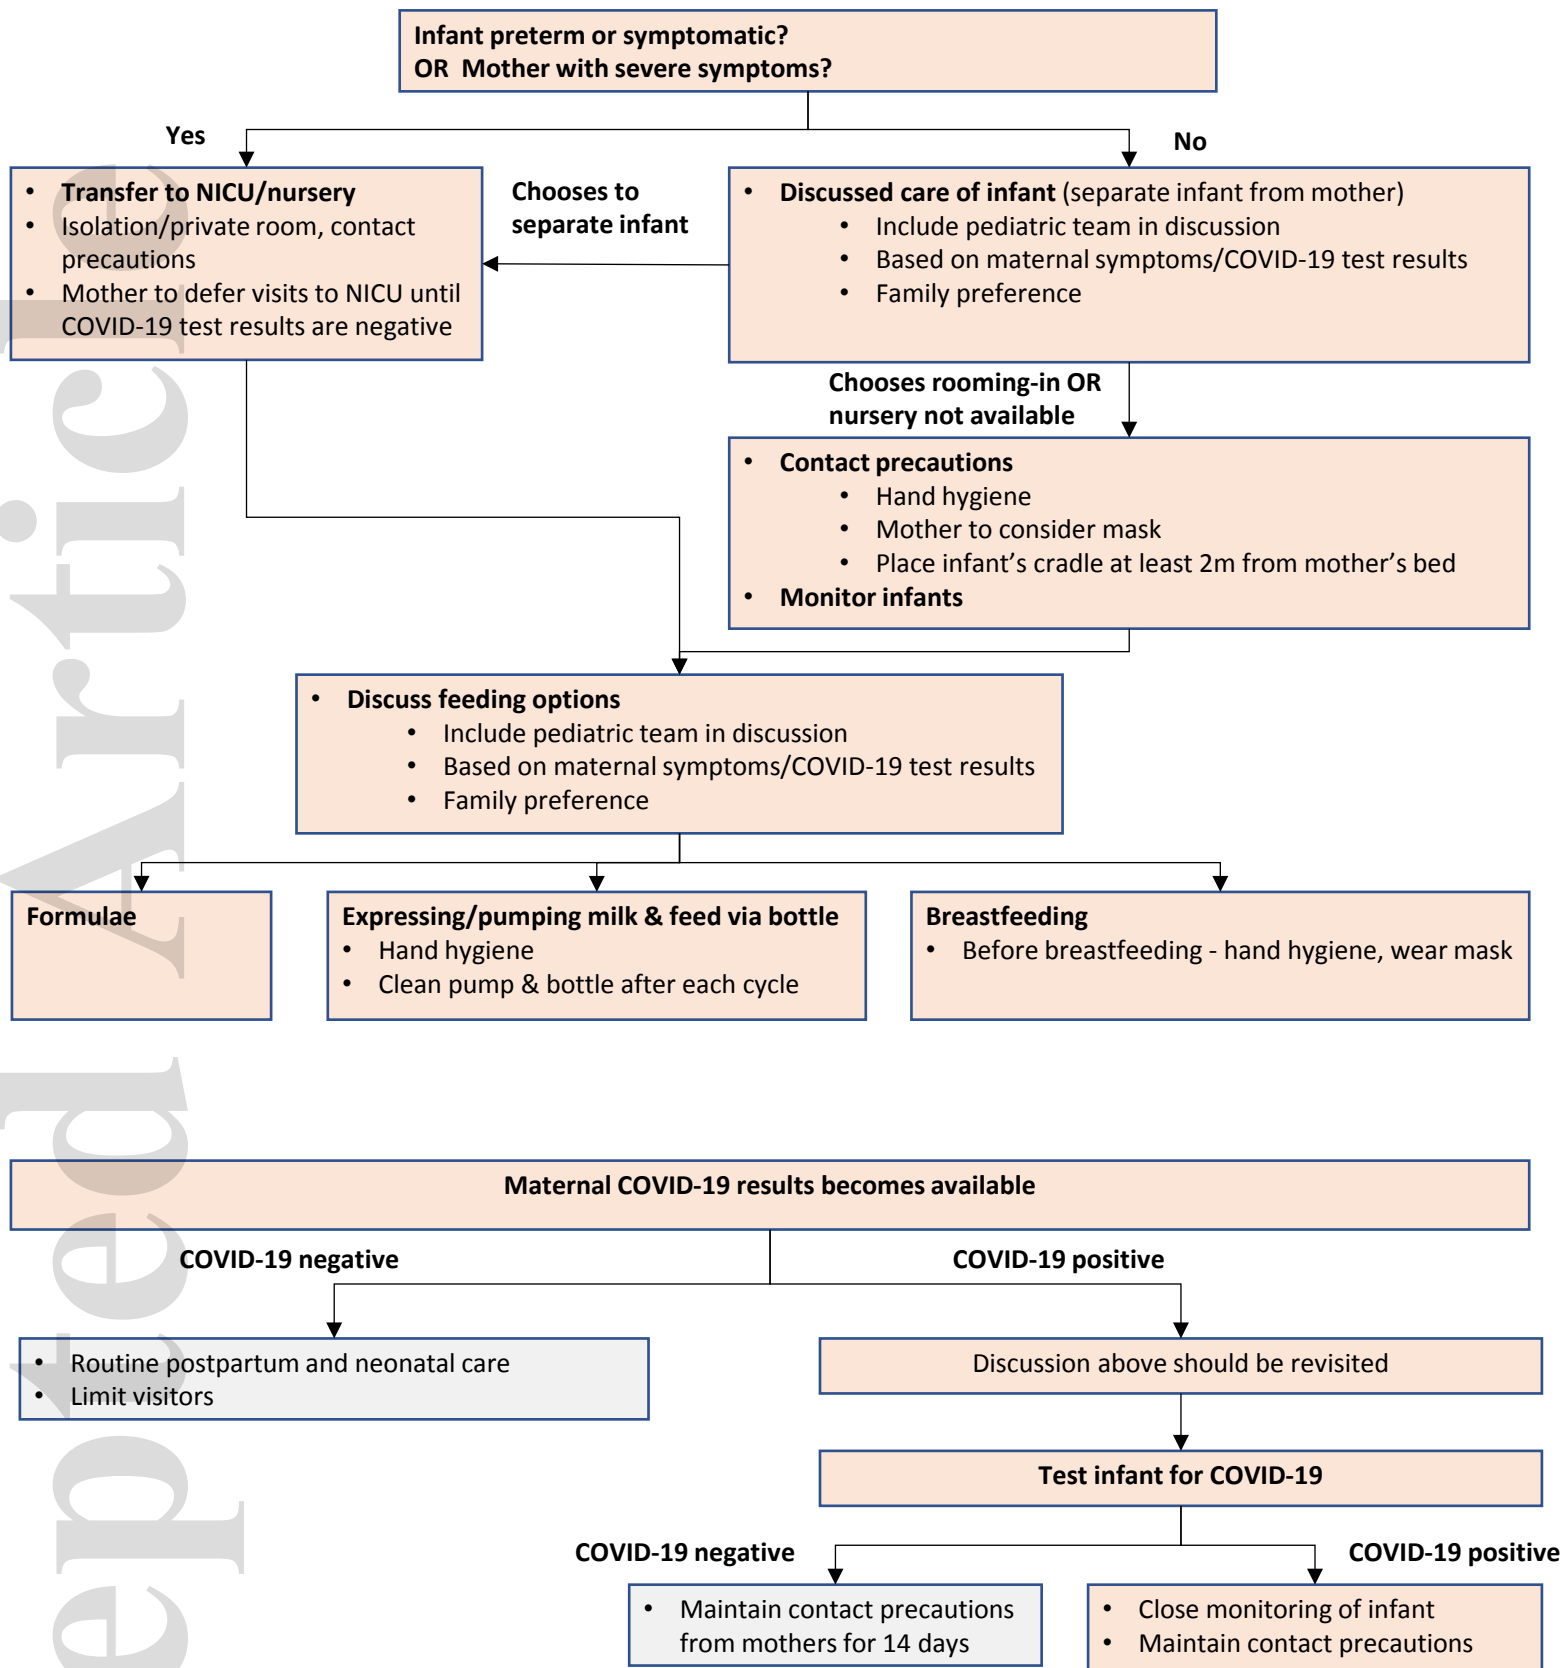 Infant preterm or symptomatic?
OR Mother with severe symptoms?
Yes
No
• Transfer to NICU/nursery
• Isolation/private room, contact
precautions
• Mother to defer visits to NICU until
COVID-19 test results are negative
Chooses to
separate infant
• Discussed care of infant (separate infant from mother)
• Include pediatric team in discussion
• Based on maternal symptoms/COVID-19 test results
• Family preference
Chooses rooming-in OR
nursery not available
• Contact precautions
• Hand hygiene
• Mother to consider mask
• Place infant's cradle at least 2m from mother's bed
• Monitor infants
• Discuss feeding options
• Include pediatric team in discussion
• Based on maternal symptoms/COVID-19 test results
• Family preference
Formulae
Expressing/pumping milk & feed via bottle
• Hand hygiene
• Clean pump & bottle after each cycle
Breastfeeding
• Before breastfeeding - hand hygiene, wear mask
Maternal COVID-19 results becomes available
COVID-19 negative
COVID-19 positive
• Routine postpartum and neonatal care
• Limit visitors
Discussion above should be revisited
Test infant for COVID-19
COVID-19 negative
COVID-19 positive
• Maintain contact precautions
from mothers for 14 days
• Close monitoring of infant
• Maintain contact precautions
epted Article